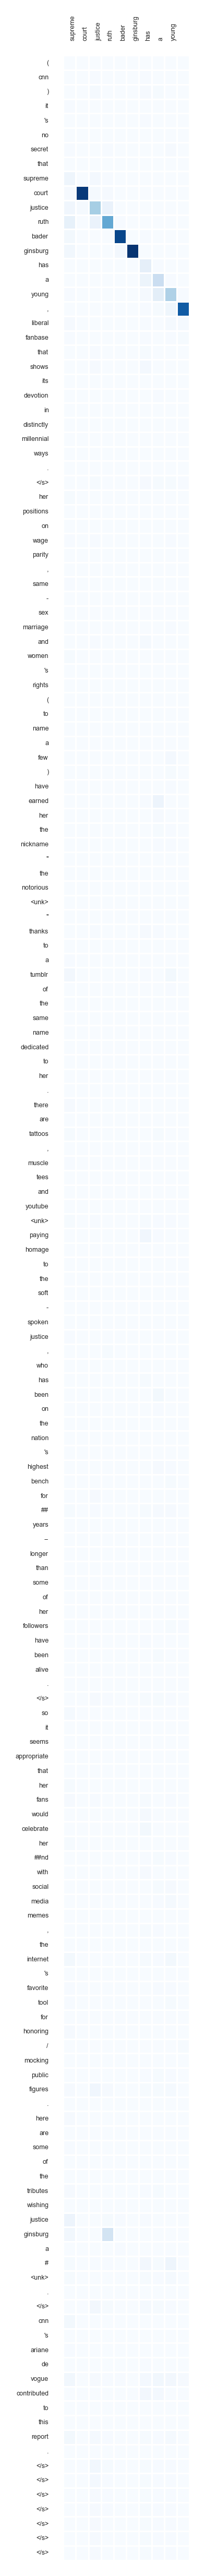 supreme
court
justice
ruth
bader
ginsburg
has
a
young
(
cnn
)
it
's
no
secret
that
supreme
court
justice
ruth
bader
ginsburg
has
a
young
,
liberal
fanbase
that
shows
its
devotion
in
distinctly
millennial
ways
.
</s>
her
positions
on
wage
parity
,
same
-
sex
marriage
and
women
's
rights
(
to
name
a
few
)
have
earned
her
the
nickname
"
the
notorious
<unk>
"
thanks
to
a
tumblr
of
the
same
name
dedicated
to
her
.
there
are
tattoos
,
muscle
tees
and
youtube
<unk>
paying
homage
to
the
soft
-
spoken
justice
,
who
has
been
on
the
nation
's
highest
bench
for
##
years
--
longer
than
some
of
her
followers
have
been
alive
.
</s>
so
it
seems
appropriate
that
her
fans
would
celebrate
her
##nd
with
social
media
memes
,
the
internet
's
favorite
tool
for
honoring
/
mocking
public
figures
.
here
are
some
of
the
tributes
wishing
justice
ginsburg
a
#
<unk>
.
</s>
cnn
's
ariane
de
vogue
contributed
to
this
report
.
</s>
</s>
</s>
</s>
</s>
</s>
</s>